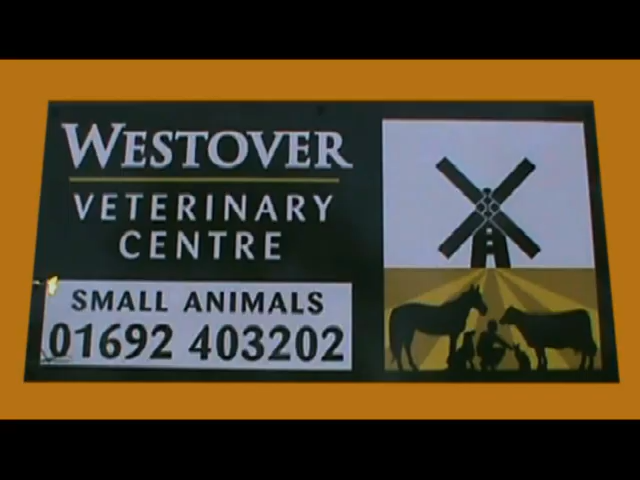 WESTOVER
VETERINARY
CENTRE
SMALL ANIMALS
01692 403202